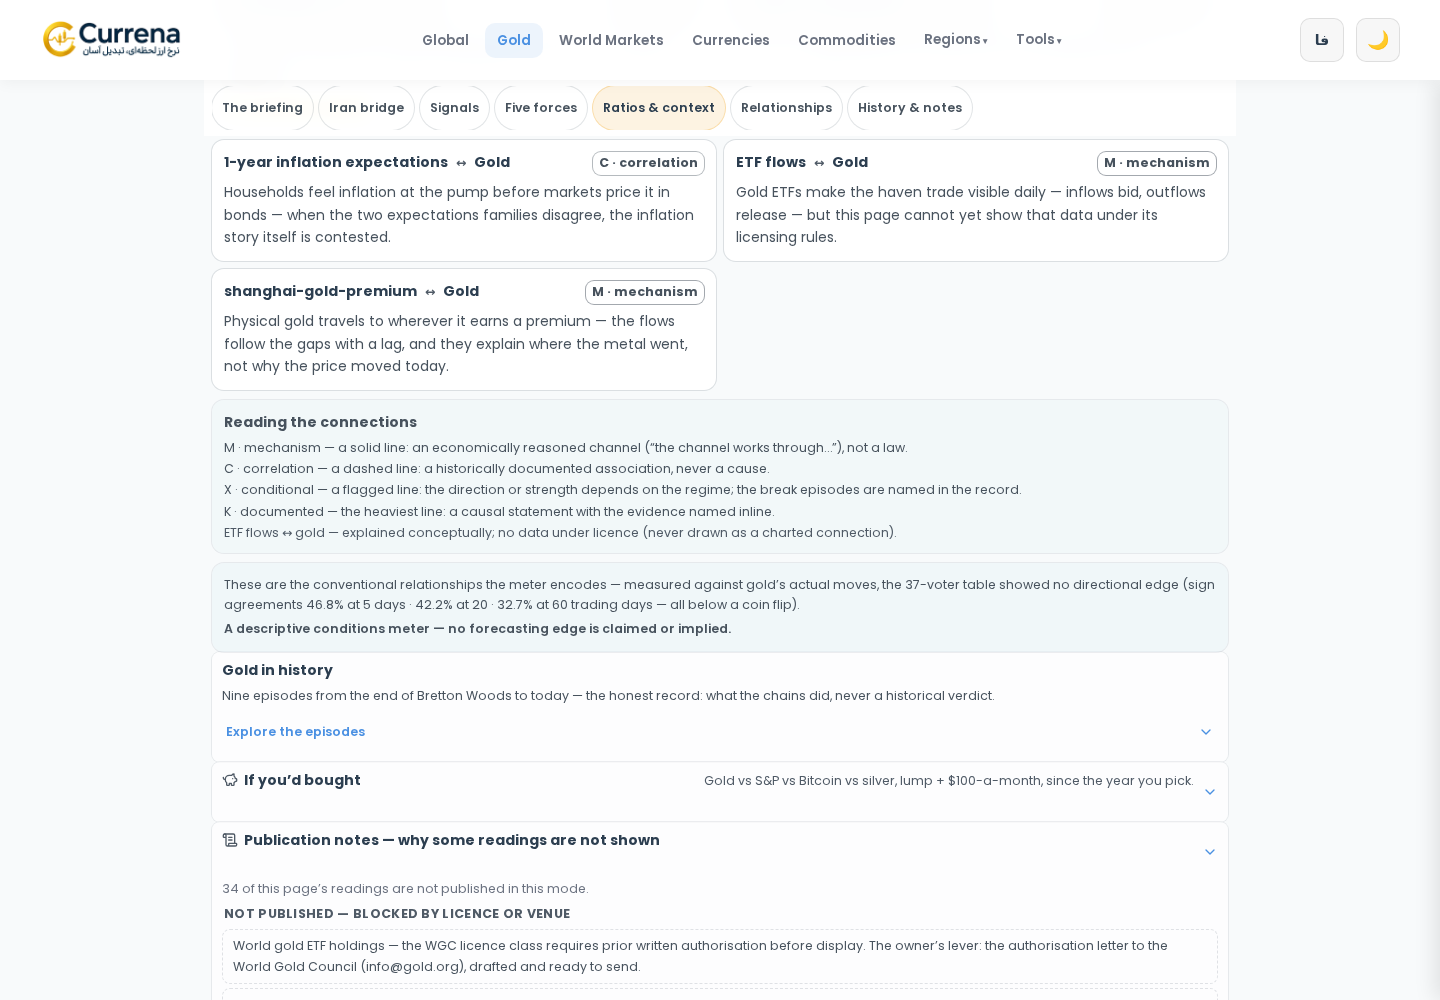 Currena
نرخ ارز لحظه‌ای، تبدیل آسان
Global
Gold
World Markets
Currencies
Commodities
Regions ▾
Tools ▾
فا
The briefing
Iran bridge
Signals
Five forces
Ratios & context
Relationships
History & notes
1-year inflation expectations ↔ Gold
C · correlation
Households feel inflation at the pump before markets price it in
bonds — when the two expectations families disagree, the inflation
story itself is contested.
ETF flows ↔ Gold
M · mechanism
Gold ETFs make the haven trade visible daily — inflows bid, outflows
release — but this page cannot yet show that data under its
licensing rules.
shanghai-gold-premium ↔ Gold
M · mechanism
Physical gold travels to wherever it earns a premium — the flows
follow the gaps with a lag, and they explain where the metal went,
not why the price moved today.
Reading the connections
M · mechanism — a solid line: an economically reasoned channel (“the channel works through…”), not a law.
C · correlation — a dashed line: a historically documented association, never a cause.
X · conditional — a flagged line: the direction or strength depends on the regime; the break episodes are named in the record.
K · documented — the heaviest line: a causal statement with the evidence named inline.
ETF flows ↔ gold — explained conceptually; no data under licence (never drawn as a charted connection).
These are the conventional relationships the meter encodes — measured against gold’s actual moves, the 37-voter table showed no directional edge (sign
agreements 46.8% at 5 days · 42.2% at 20 · 32.7% at 60 trading days — all below a coin flip).
A descriptive conditions meter — no forecasting edge is claimed or implied.
Gold in history
Nine episodes from the end of Bretton Woods to today — the honest record: what the chains did, never a historical verdict.
Explore the episodes
If you’d bought
Gold vs S&P vs Bitcoin vs silver, lump + $100-a-month, since the year you pick.
Publication notes — why some readings are not shown
34 of this page’s readings are not published in this mode.
NOT PUBLISHED — BLOCKED BY LICENCE OR VENUE
World gold ETF holdings — the WGC licence class requires prior written authorisation before display. The owner’s lever: the authorisation letter to the
World Gold Council (info@gold.org), drafted and ready to send.